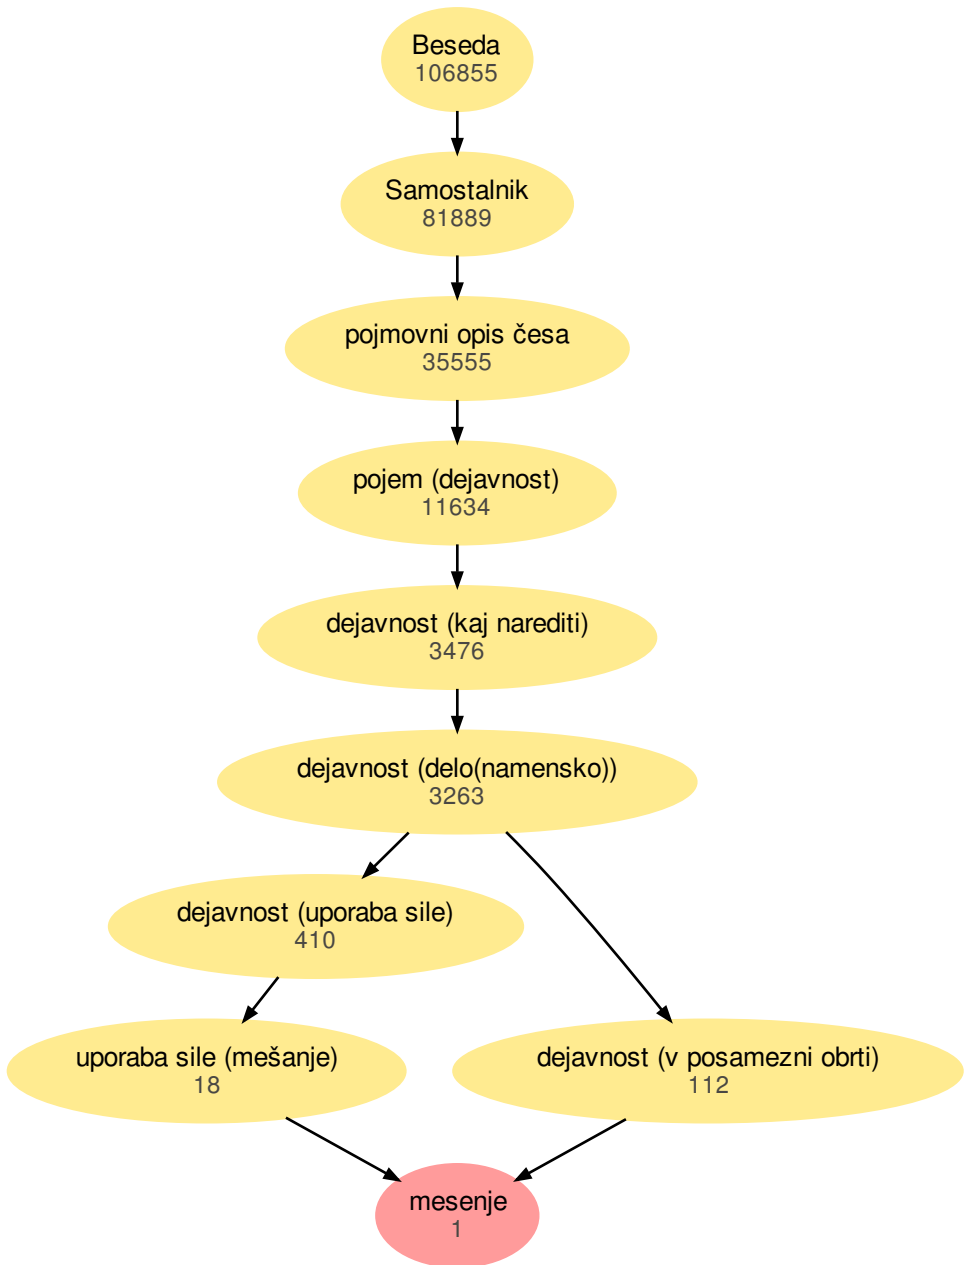 Beseda
106855
Samostalnik
81889
pojmovni opis česa
35555
pojem (dejavnost)
11634
dejavnost (kaj narediti)
3476
dejavnost (delo(namensko))
3263
dejavnost (uporaba sile)
410
uporaba sile (mešanje)
18
dejavnost (v posamezni obrti)
112
mesenje
1